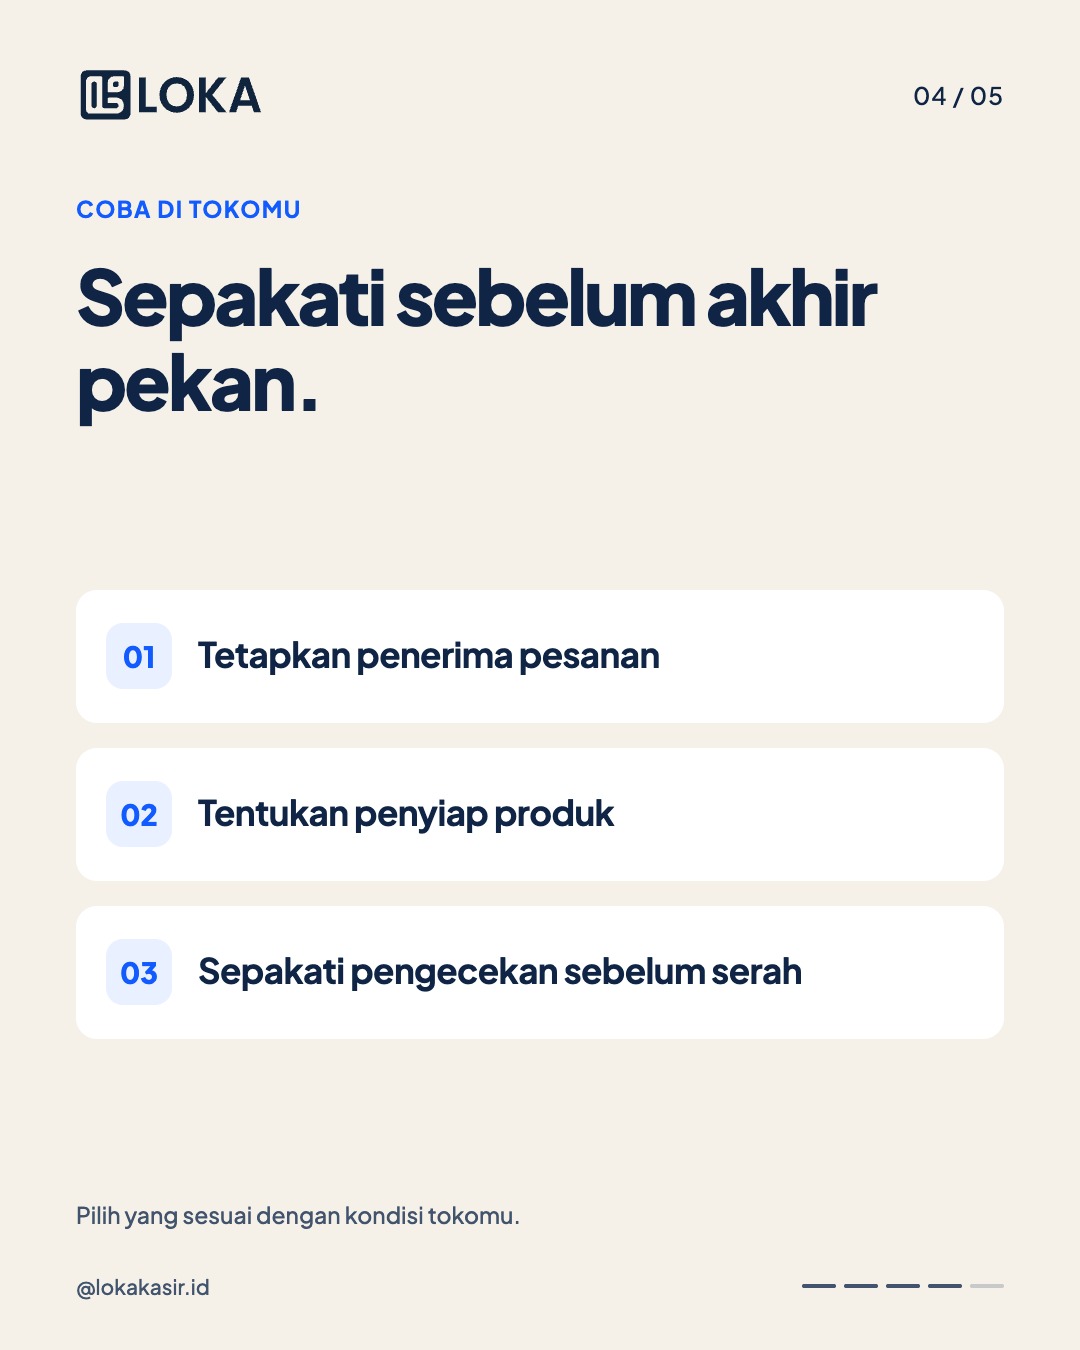 LOKA
04 / 05
COBA DI TOKOMU
Sepakati sebelum akhir
pekan.
01 Tetapkan penerima pesanan
02 Tentukan penyiap produk
03 Sepakati pengecekan sebelum serah
Pilih yang sesuai dengan kondisi tokomu.
@lokakasir.id